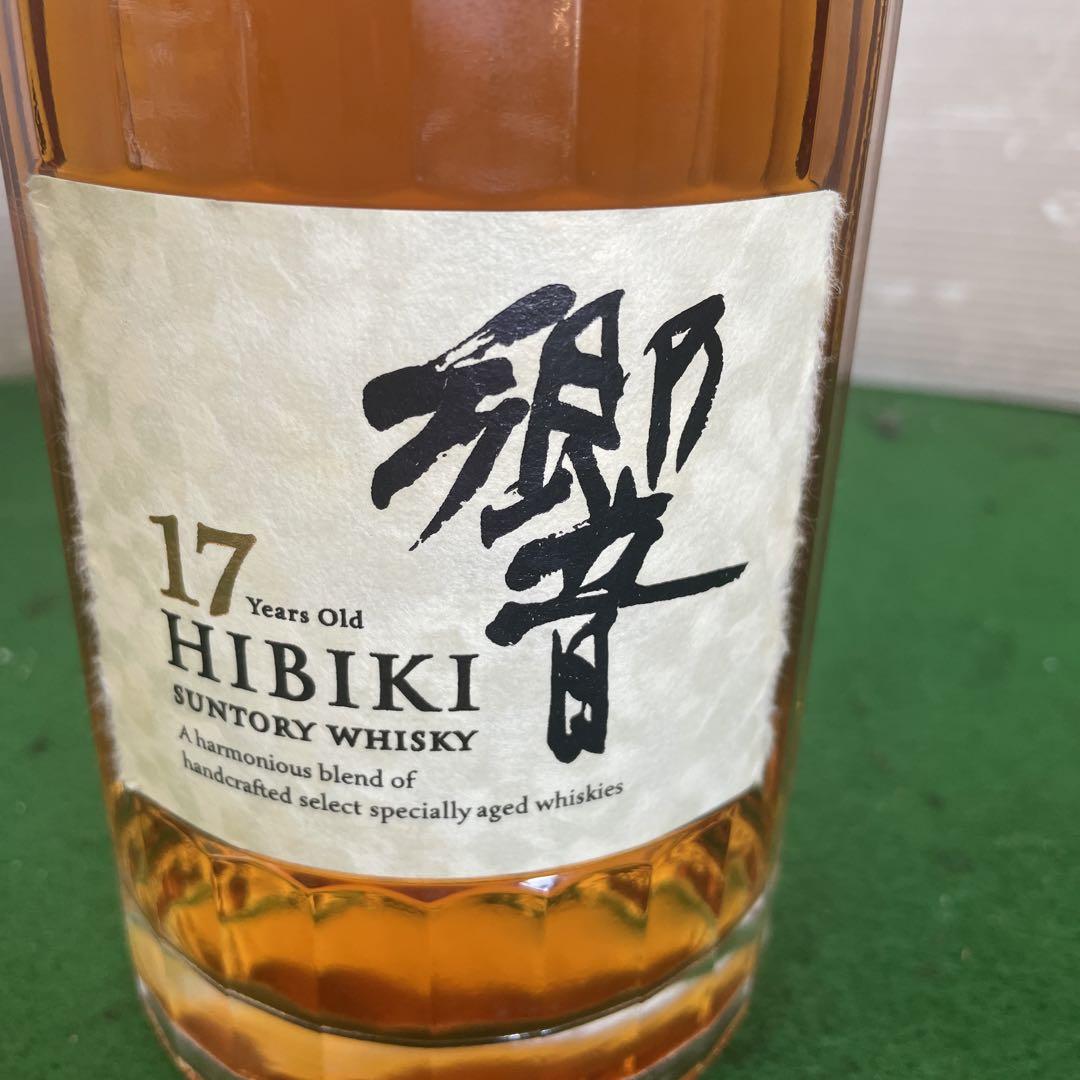 響
17 Years Old
HIBIKI
SUNTORY WHISKY
A harmonious blend of
handcrafted select specially aged whiskies